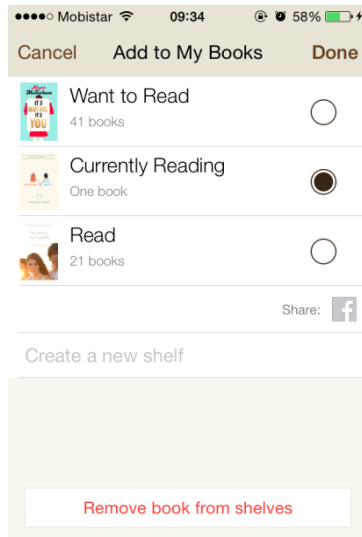 Mobistar 09:34 58%
Cancel Add to My Books Done
Want to Read
41 books
Currently Reading
One book
Read
21 books
Share: f
Create a new shelf
Remove book from shelves